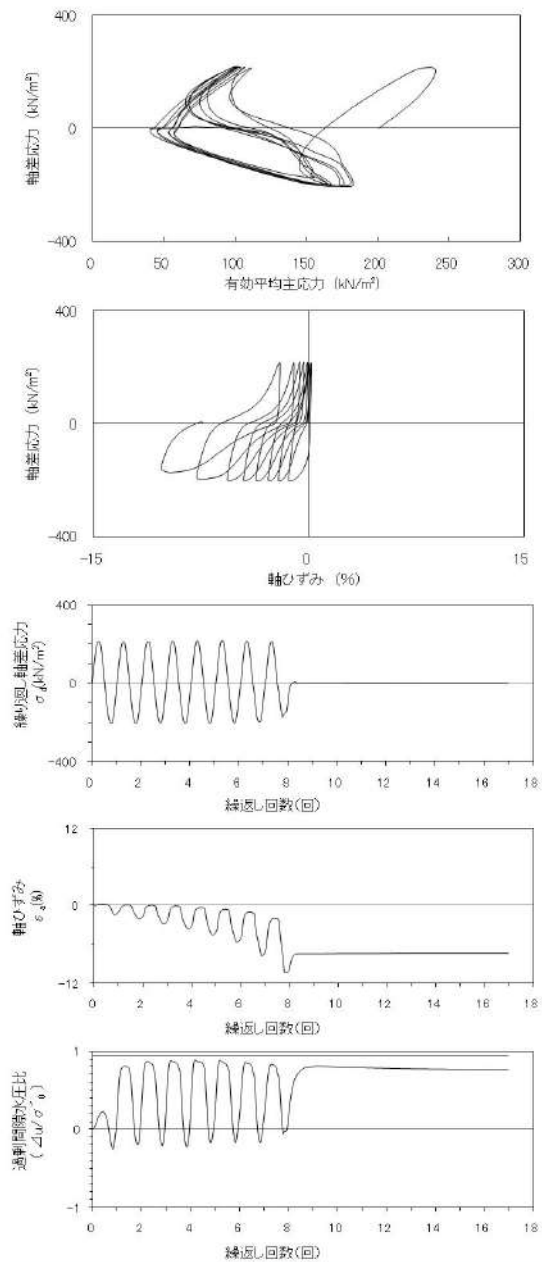 400
0
-400
軸差応力 (kN/m²)
0 50 100 150 200 250 300
有効平均主応力 (kN/m²)
400
0
-400
軸差応力 (kN/m²)
-15 0 15
軸ひずみ (%)
400
0
-400
繰り返し軸差応力
σd(kN/m²)
0 2 4 6 8 10 12 14 16 18
繰返し回数(回)
12
0
-12
軸ひずみ
εa(%)
0 2 4 6 8 10 12 14 16 18
繰返し回数(回)
1
0
-1
過剰間隙水圧比
(Δu/σ'0)
0 2 4 6 8 10 12 14 16 18
繰返し回数(回)